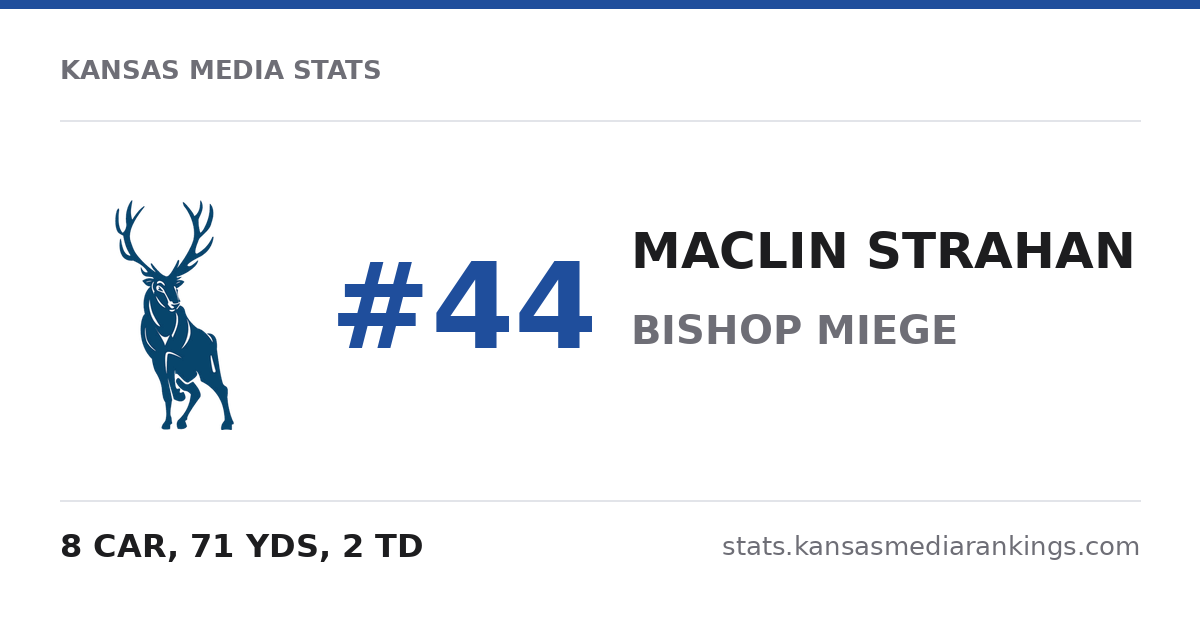 KANSAS MEDIA STATS
#44
MACLIN STRAHAN
BISHOP MIEGE
8 CAR, 71 YDS, 2 TD
stats.kansasmediarankings.com